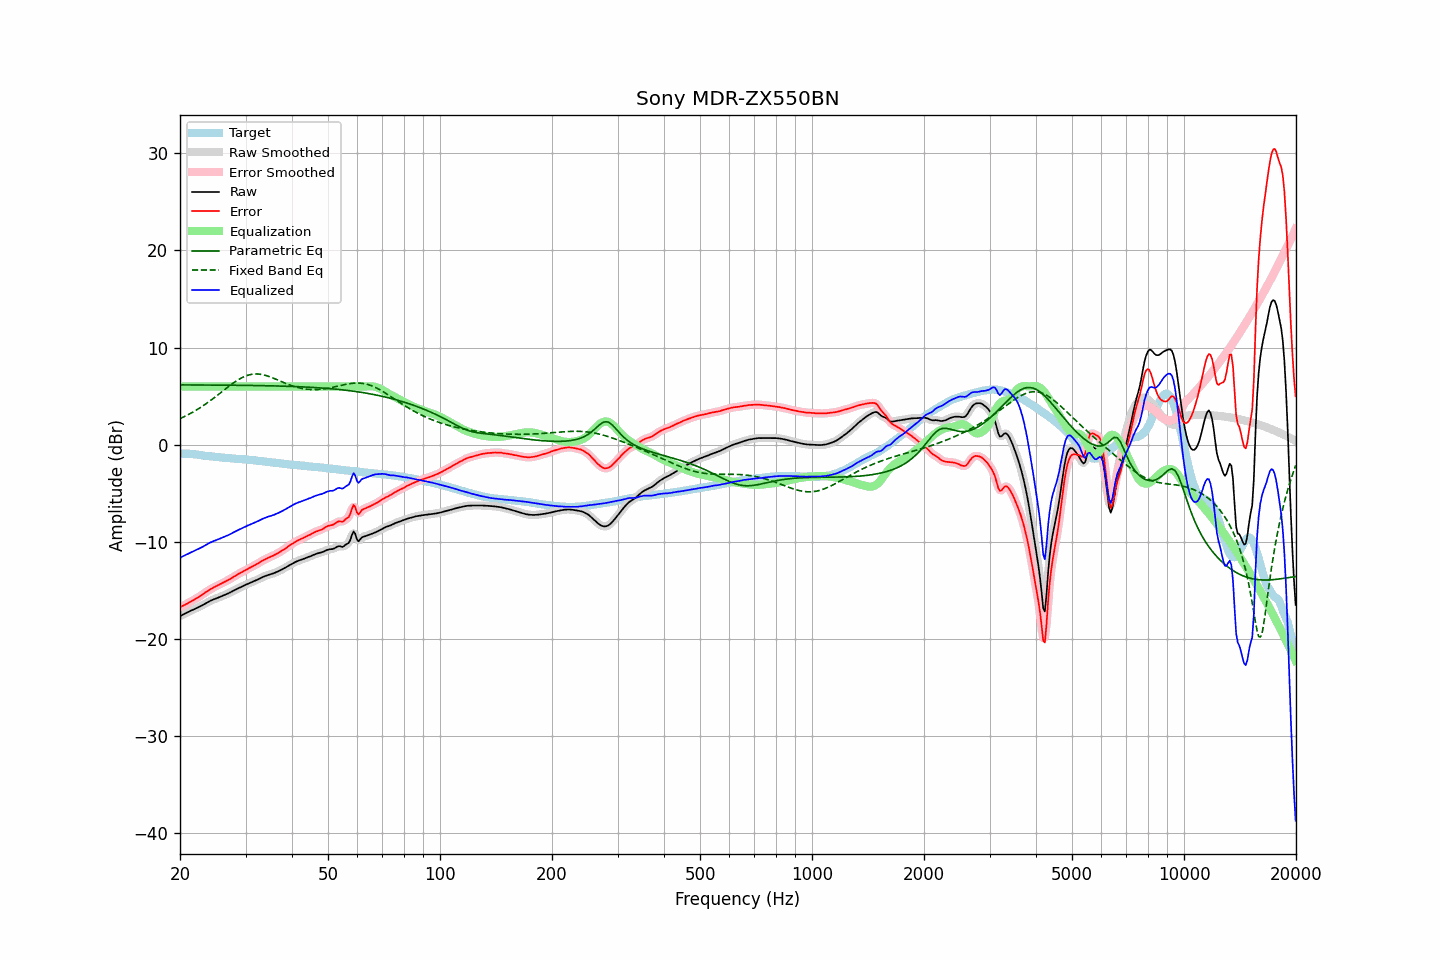 Sony MDR-ZX550BN
Target
Raw Smoothed
Error Smoothed
Raw
Error
Equalization
Parametric Eq
Fixed Band Eq
Equalized
30
20
10
0
−10
−20
−30
−40
Amplitude (dBr)
20
50
100
200
500
1000
2000
5000
10000
20000
Frequency (Hz)